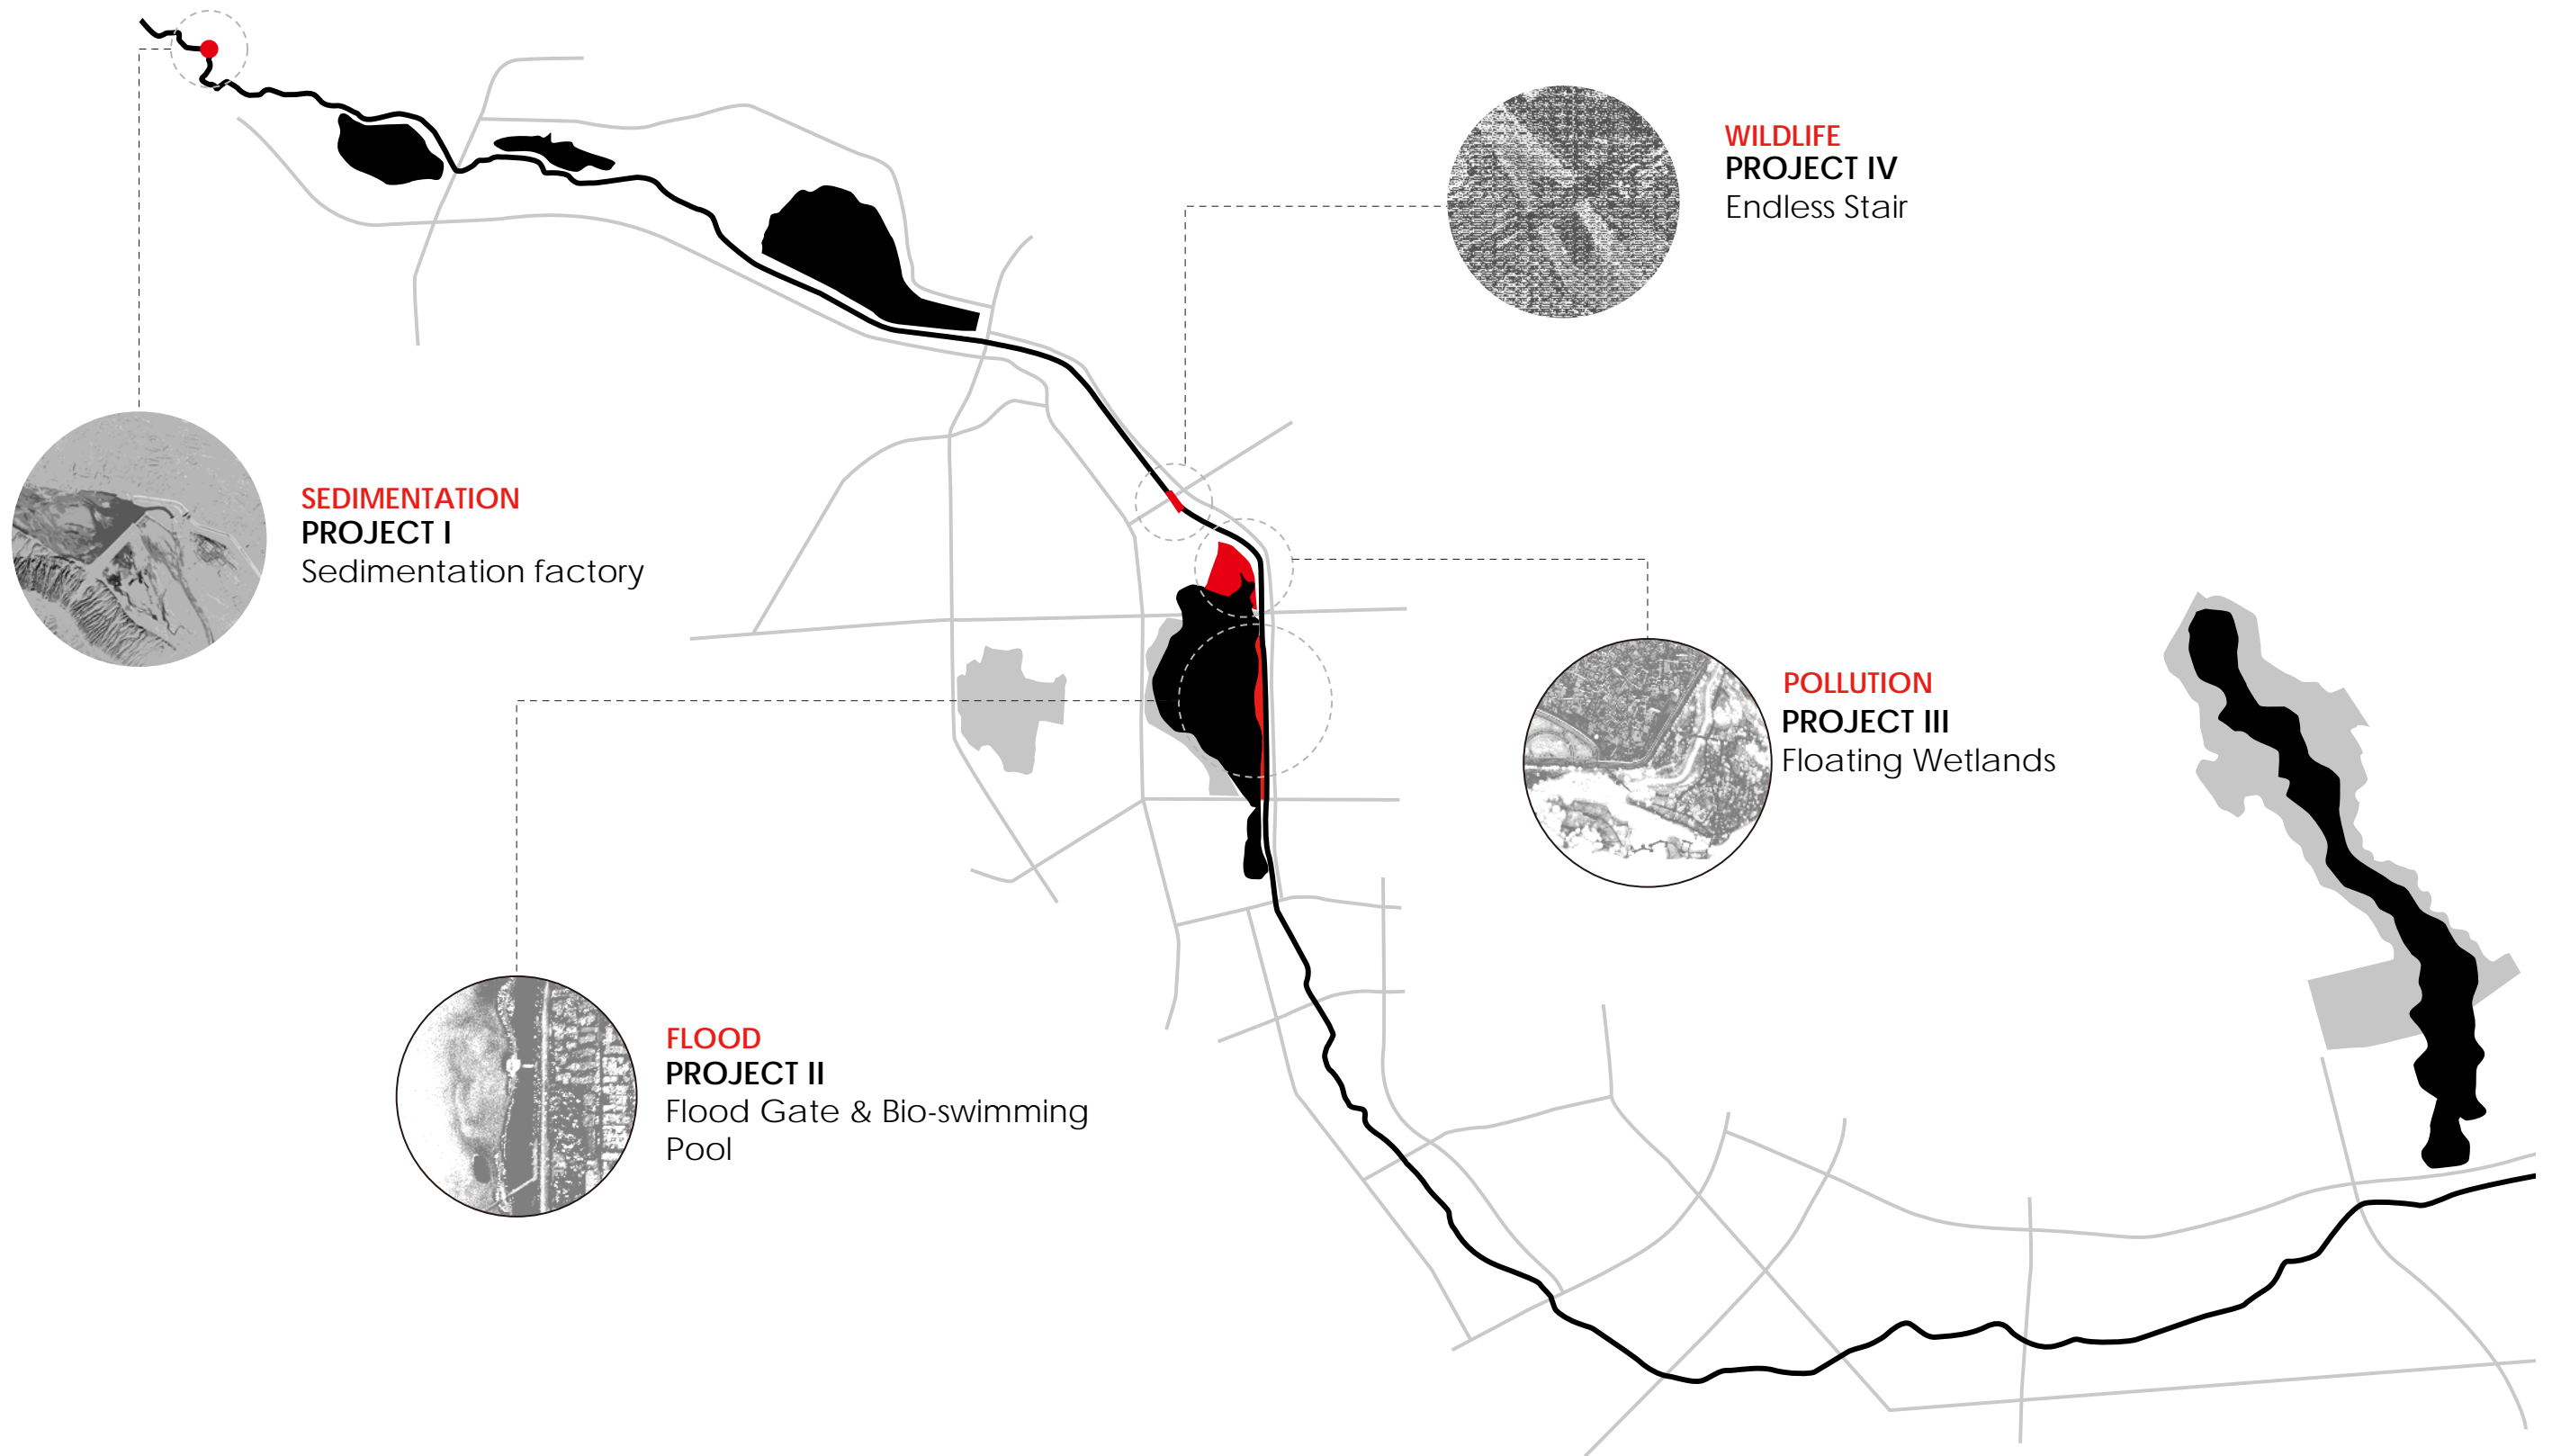 WILDLIFE
PROJECT IV
Endless Stair
SEDIMENTATION
PROJECT I
Sedimentation factory
POLLUTION
PROJECT III
Floating Wetlands
FLOOD
PROJECT II
Flood Gate & Bio-swimming
Pool